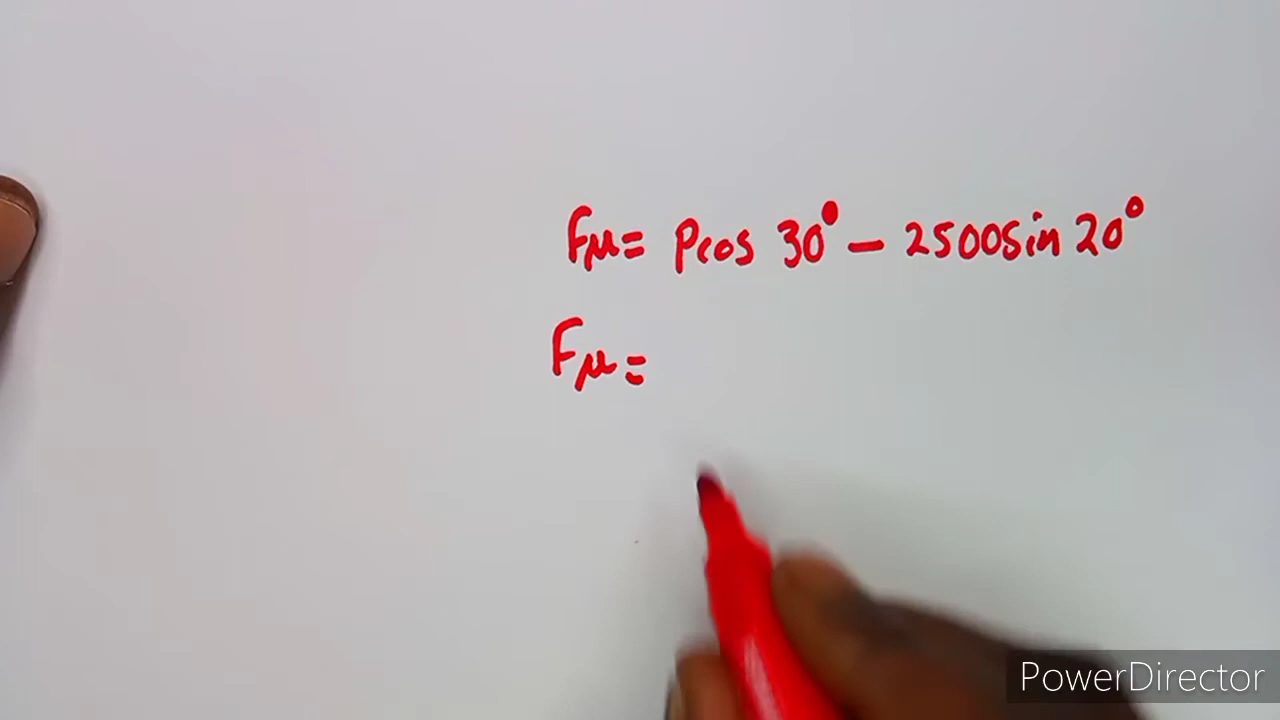 Fμ = Pcos 30° − 2500Sin 20°
Fμ =
PowerDirector